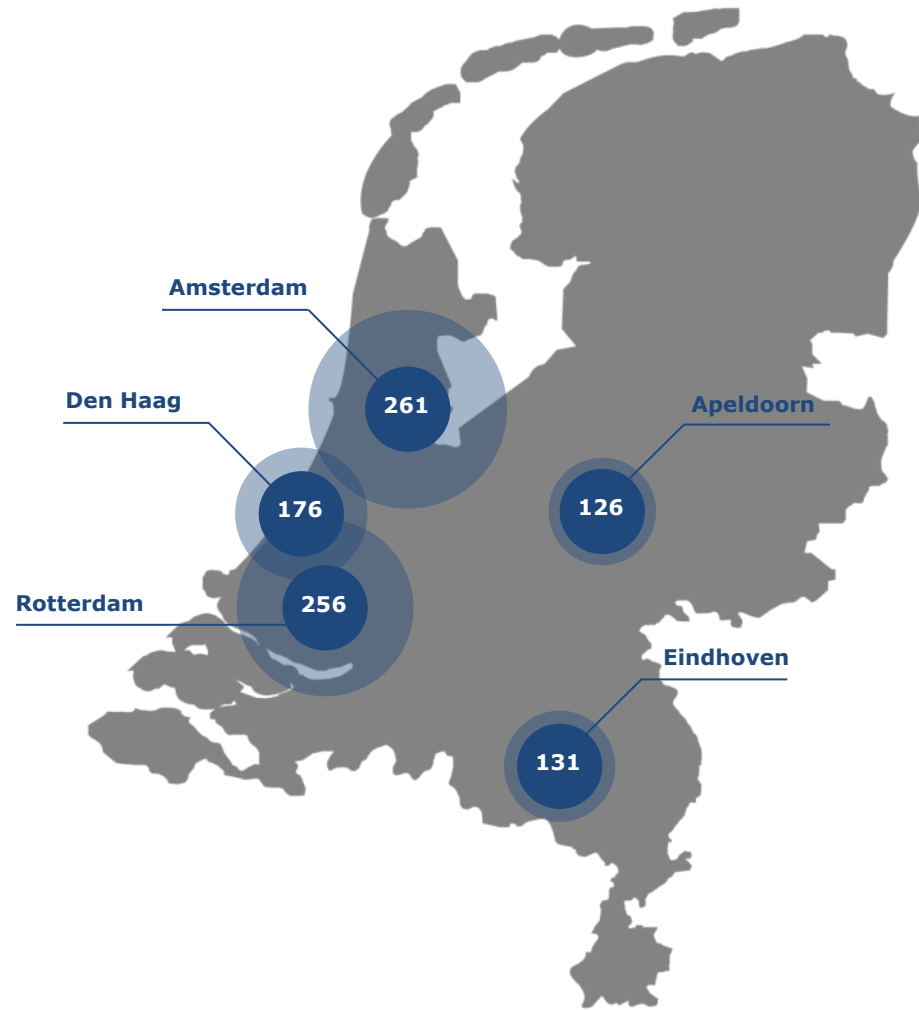 Amsterdam
261
Den Haag
Apeldoorn
176
126
Rotterdam
256
Eindhoven
131